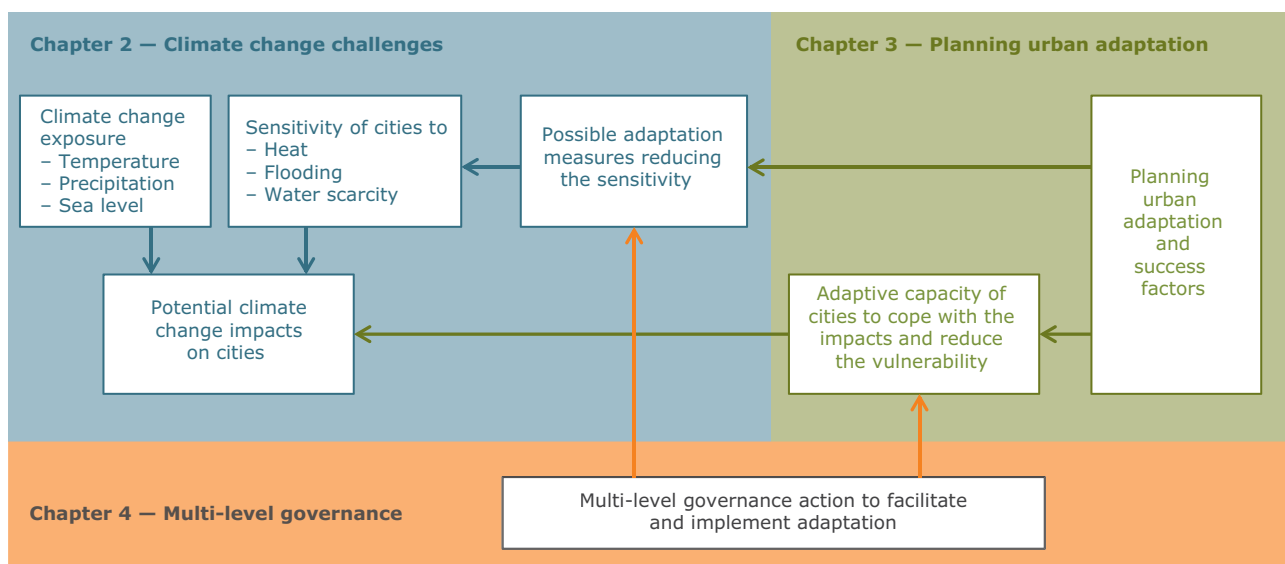 Chapter 2 — Climate change challenges
Chapter 3 — Planning urban adaptation
Climate change
exposure
– Temperature
– Precipitation
– Sea level
Sensitivity of cities to
– Heat
– Flooding
– Water scarcity
Possible adaptation
measures reducing
the sensitivity
Planning
urban
adaptation
and
success
factors
Potential climate
change impacts
on cities
Adaptive capacity of
cities to cope with the
impacts and reduce
the vulnerability
Chapter 4 — Multi-level governance
Multi-level governance action to facilitate
and implement adaptation